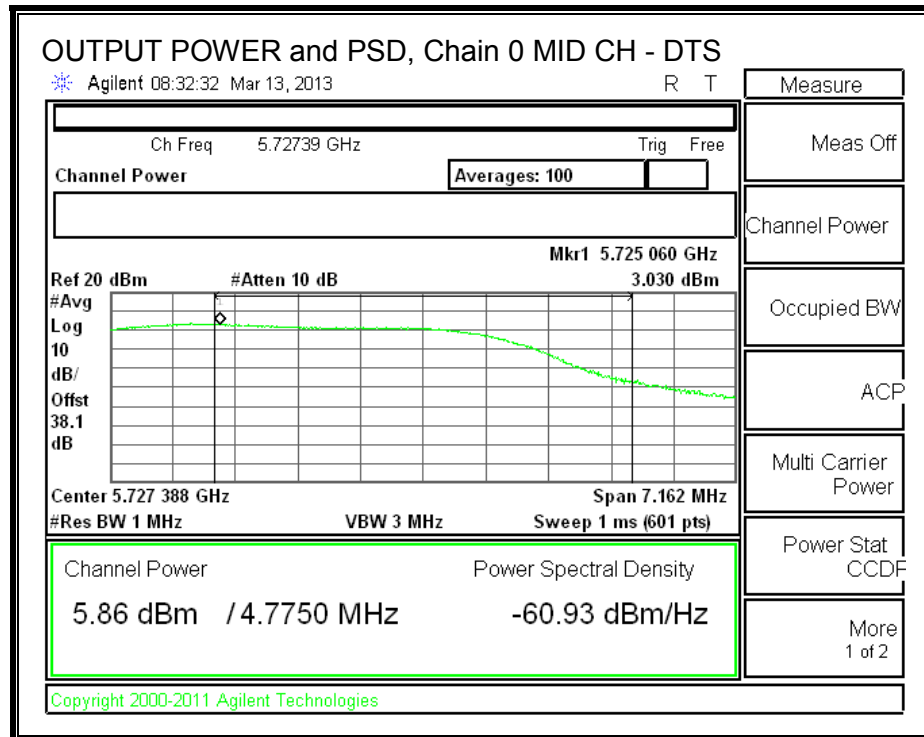 OUTPUT POWER and PSD, Chain 0 MID CH - DTS
Agilent 08:32:32 Mar 13, 2013 R T
Measure
Ch Freq 5.72739 GHz Trig Free
Meas Off
Channel Power Averages: 100
Channel Power
Mkr1 5.725 060 GHz
Ref 20 dBm #Atten 10 dB 3.030 dBm
#Avg
Log
10
dB/
Offst
38.1
dB
1
Occupied BW
ACP
Multi Carrier
Power
Center 5.727 388 GHz Span 7.162 MHz
#Res BW 1 MHz VBW 3 MHz Sweep 1 ms (601 pts)
Power Stat
CCDF
Channel Power Power Spectral Density
5.86 dBm / 4.7750 MHz -60.93 dBm/Hz
More
1 of 2
Copyright 2000-2011 Agilent Technologies